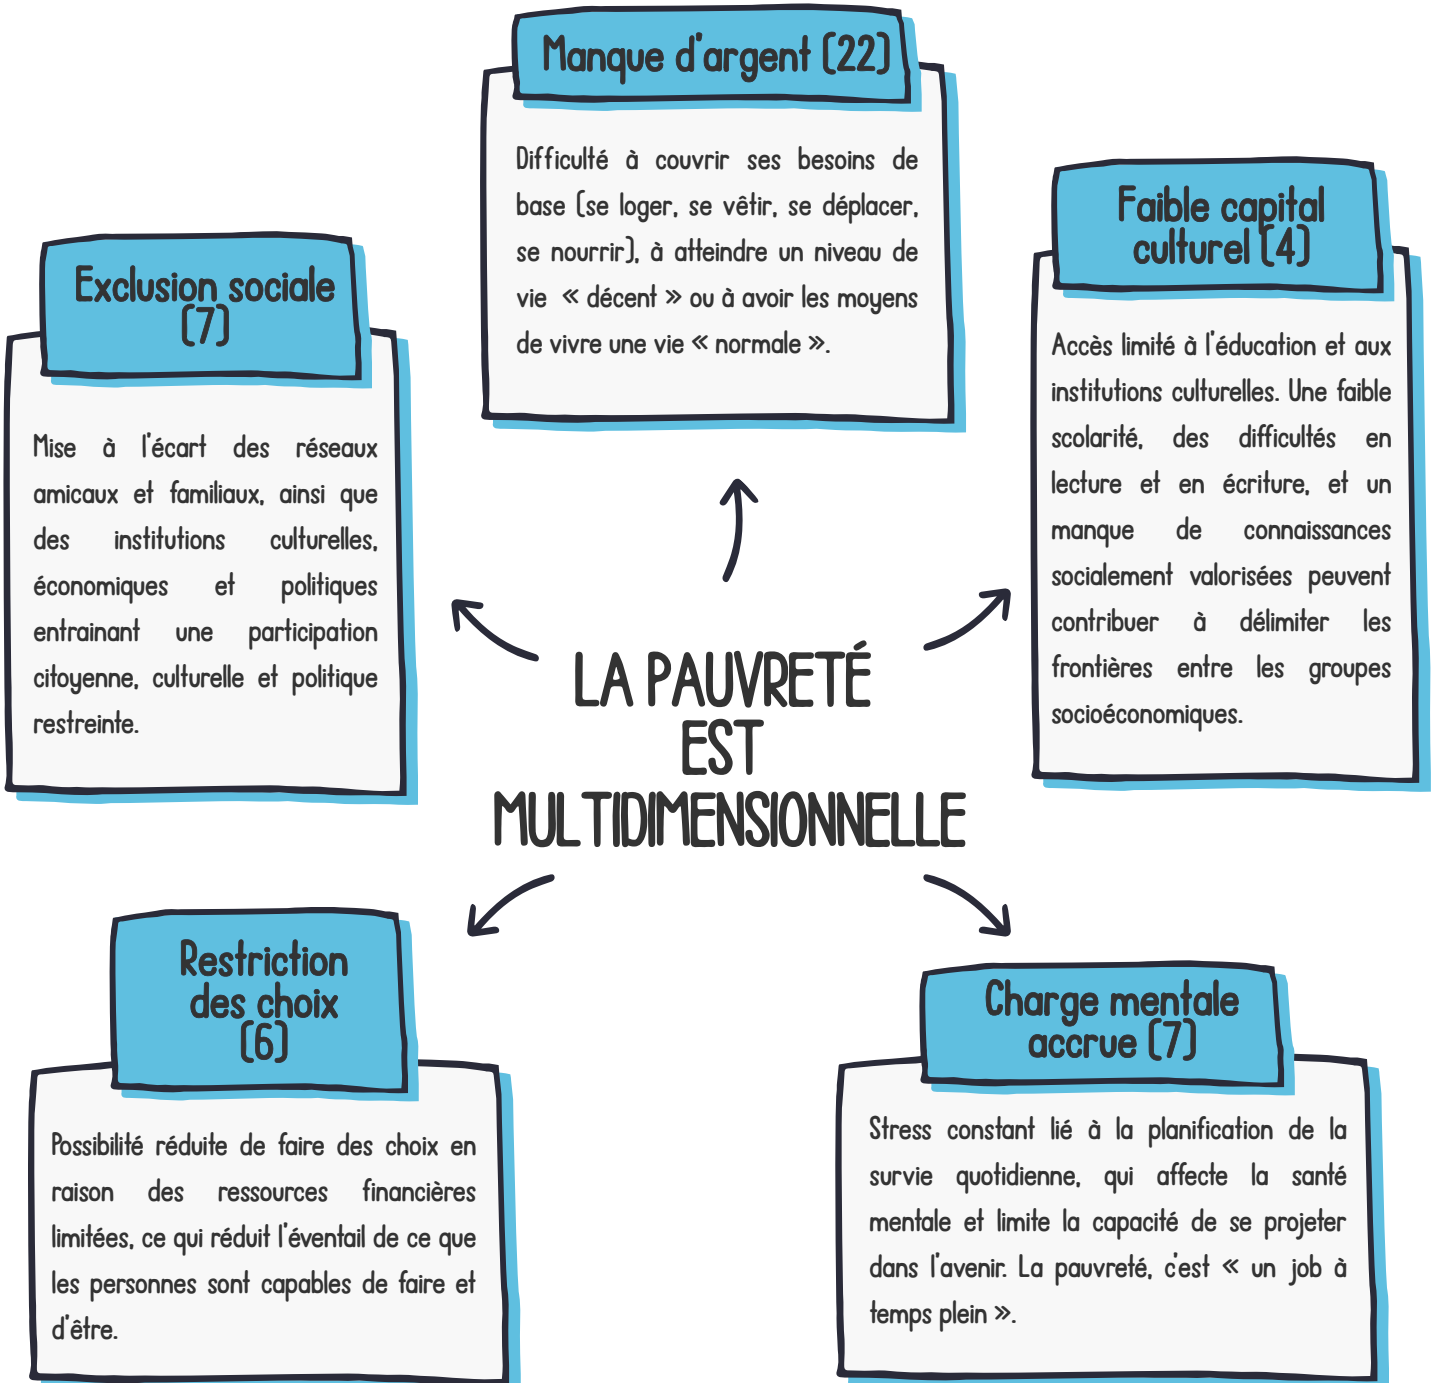 Manque d'argent (22)
Difficulté à couvrir ses besoins de
base (se loger, se vêtir, se déplacer,
se nourrir), à atteindre un niveau de
vie « décent » ou à avoir les moyens
de vivre une vie « normale ».
Faible capital
culturel (4)
Accès limité à l'éducation et aux
institutions culturelles. Une faible
scolarité, des difficultés en
lecture et en écriture, et un
manque de connaissances
socialement valorisées peuvent
contribuer à délimiter les
frontières entre les groupes
socioéconomiques.
Exclusion sociale
(7)
Mise à l'écart des réseaux
amicaux et familiaux, ainsi que
des institutions culturelles,
économiques et politiques
entrainant une participation
citoyenne, culturelle et politique
restreinte.
LA PAUVRETÉ
EST
MULTIDIMENSIONNELLE
Restriction
des choix
(6)
Possibilité réduite de faire des choix en
raison des ressources financières
limitées, ce qui réduit l'éventail de ce que
les personnes sont capables de faire et
d'être.
Charge mentale
accrue (7)
Stress constant lié à la planification de la
survie quotidienne, qui affecte la santé
mentale et limite la capacité de se projeter
dans l'avenir. La pauvreté, c'est « un job à
temps plein ».